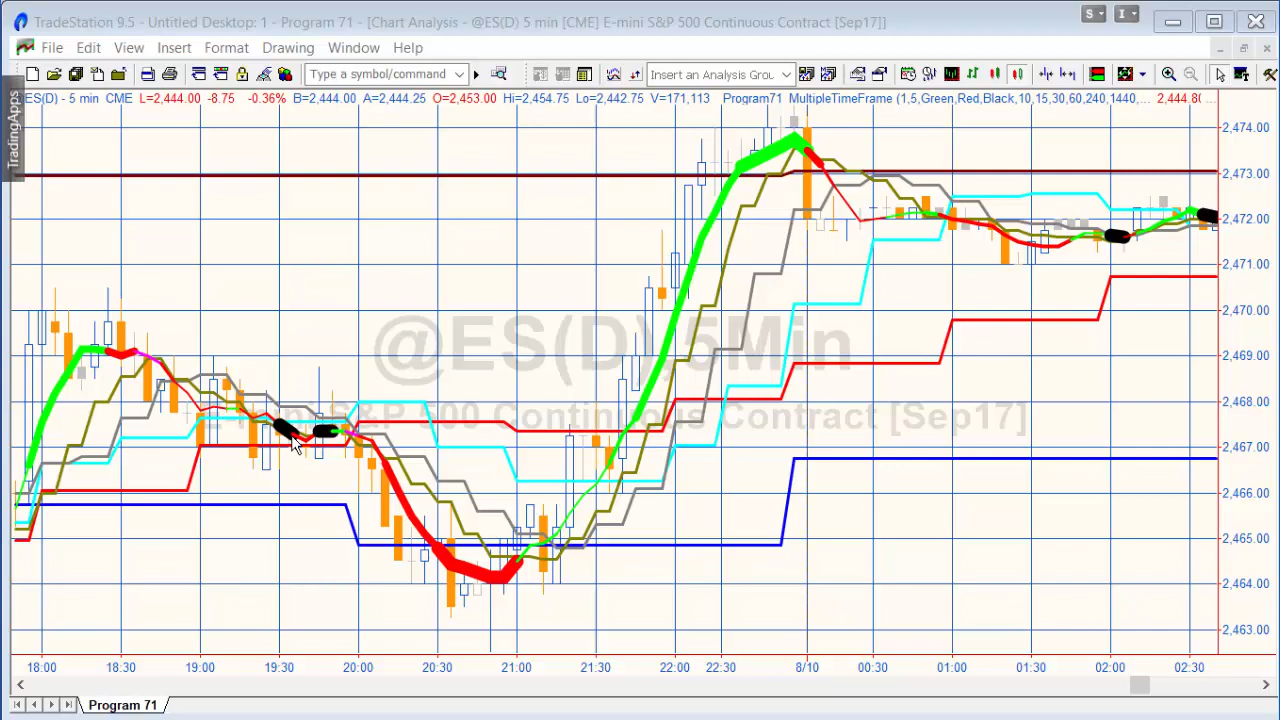 TradeStation 9.5 - Untitled Desktop: 1 - Program 71 - [Chart Analysis - @ES(D) 5 min [CME] E-mini S&P 500 Continuous Contract [Sep17]]
S I
File Edit View Insert Format Drawing Window Help
Type a symbol/command Insert an Analysis Grou
ES(D) - 5 min CME L=2,444.00 -8.75 -0.36% B=2,444.00 A=2,444.25 O=2,453.00 Hi=2,454.75 Lo=2,442.75 V=171,113 Program71 MultipleTimeFrame (1,5,Green,Red,Black,10,15,30,60,240,1440,... 2,444.80 ...
TradingApps
2,474.00
2,473.00
2,472.00
2,471.00
2,470.00
@ES(D),5Min
2,469.00
2,468.00
E-mini S&P 500 Continuous Contract [Sep17]
2,467.00
2,466.00
2,465.00
2,464.00
2,463.00
18:00 18:30 19:00 19:30 20:00 20:30 21:00 21:30 22:00 22:30 8/10 00:30 01:00 01:30 02:00 02:30
Program 71